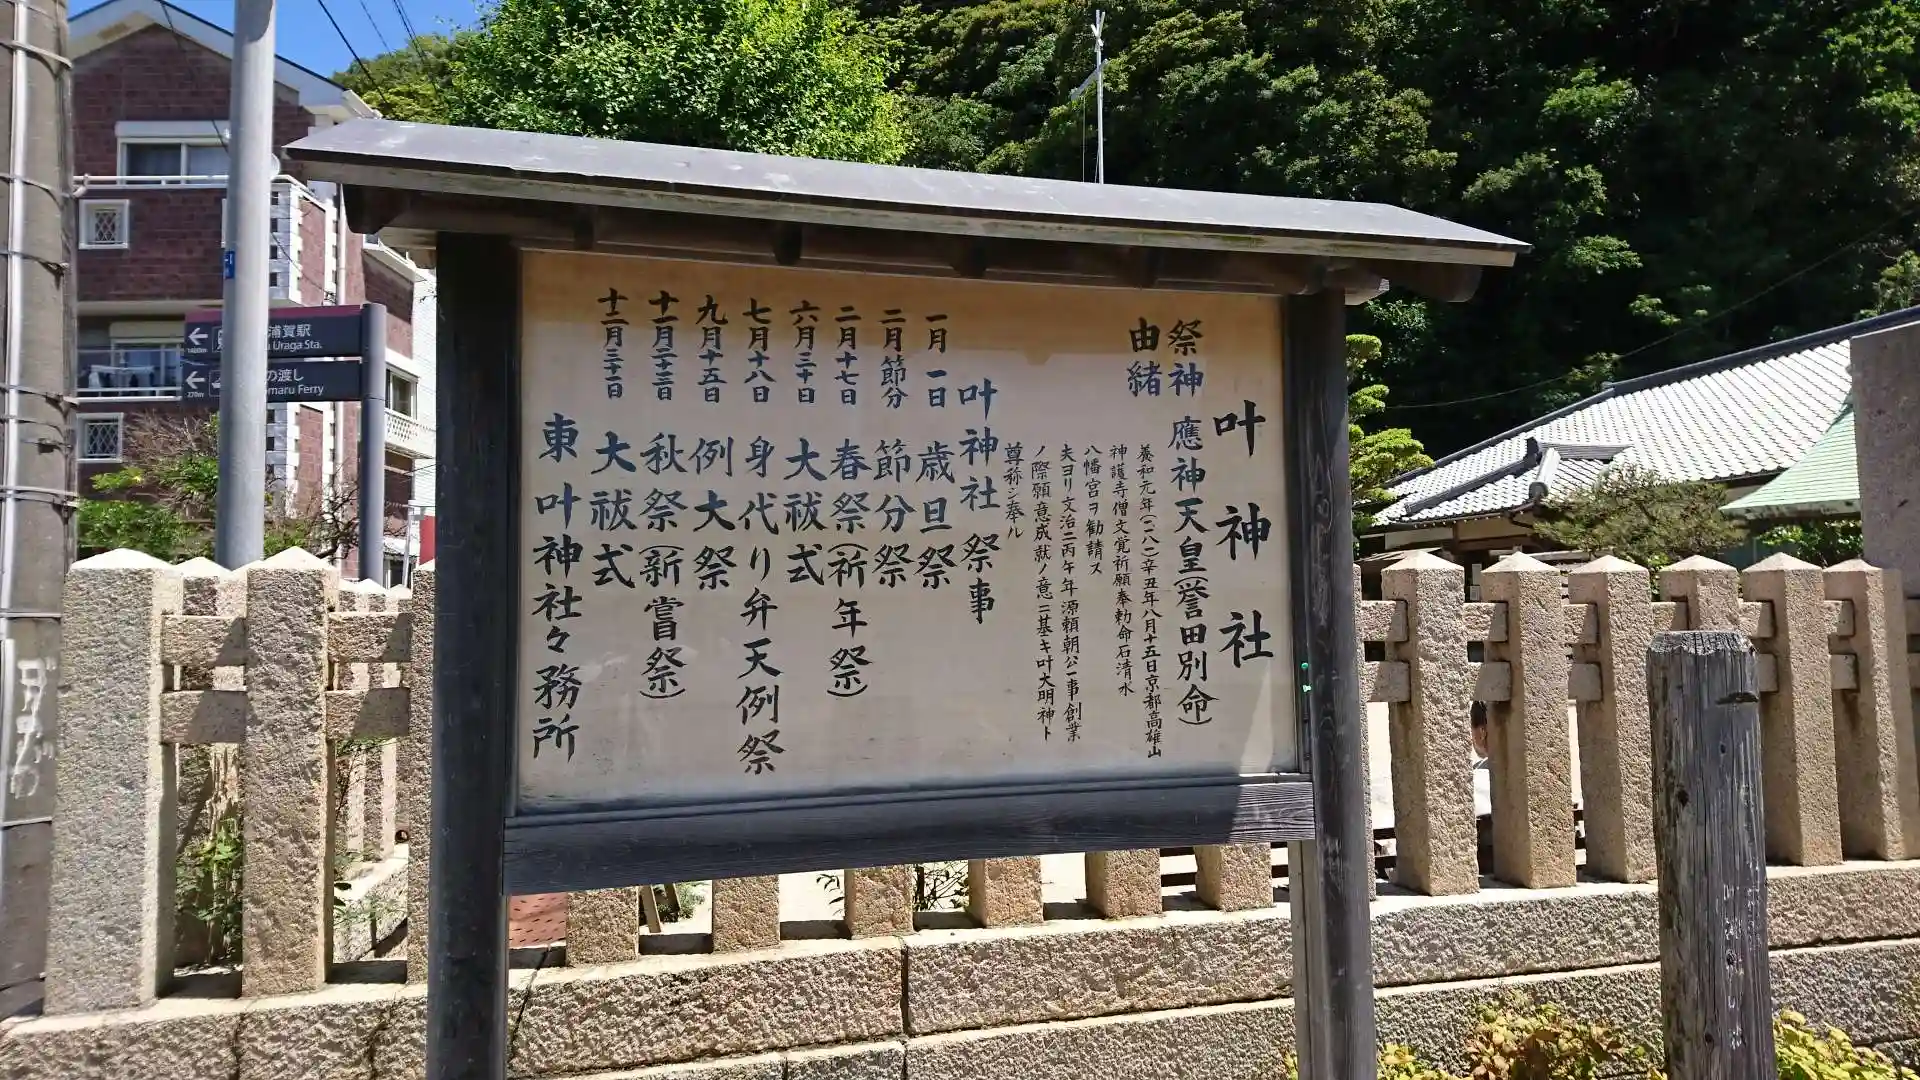 叶神社
祭神 應神天皇(誉田別命)
由緒
養和元年(一一八一)辛丑年八月十五日京都高雄山
神護寺僧文覚祈願奉勅命石清水
八幡宮ヲ勧請ス
夫ヨリ文治二丙午年源頼朝公一事創業
ノ際願意成就ノ意ニ基キ叶大明神ト
尊称シ奉ル
叶神社 祭事
一月一日 歳旦祭
二月節分 節分祭
二月十七日 春祭(祈年祭)
六月三十日 大祓式
七月十八日 身代り弁天例祭
九月十五日 例大祭
十一月二十三日 秋祭(新嘗祭)
十二月三十一日 大祓式
東叶神社々務所
浦賀駅
Uraga Sta.
1400m
の渡し
omaru Ferry
270m